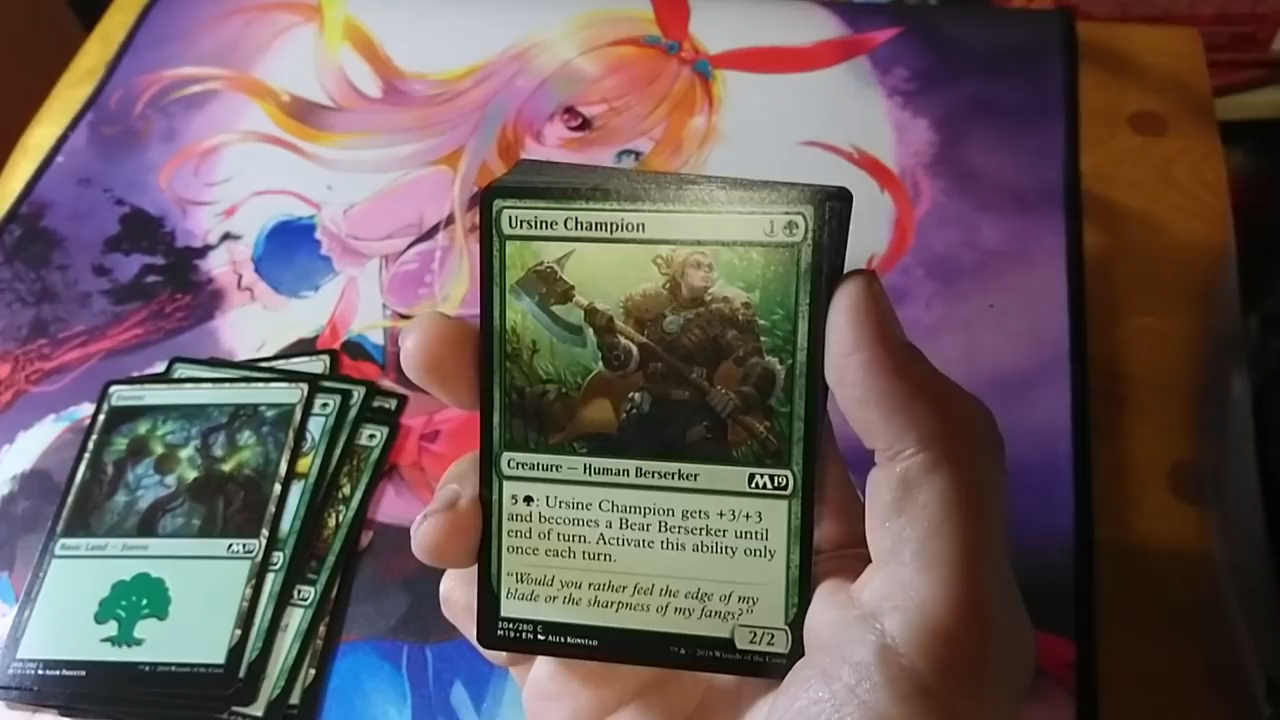 Ursine Champion
1
Creature — Human Berserker
M19
5 : Ursine Champion gets +3/+3
and becomes a Bear Berserker until
end of turn. Activate this ability only
once each turn.
"Would you rather feel the edge of my
blade or the sharpness of my fangs?"
304/280 C
M19 • EN Alex Konstad
2/2
™ & © 2018 Wizards of the Coast
Forest
Basic Land — Forest
M19